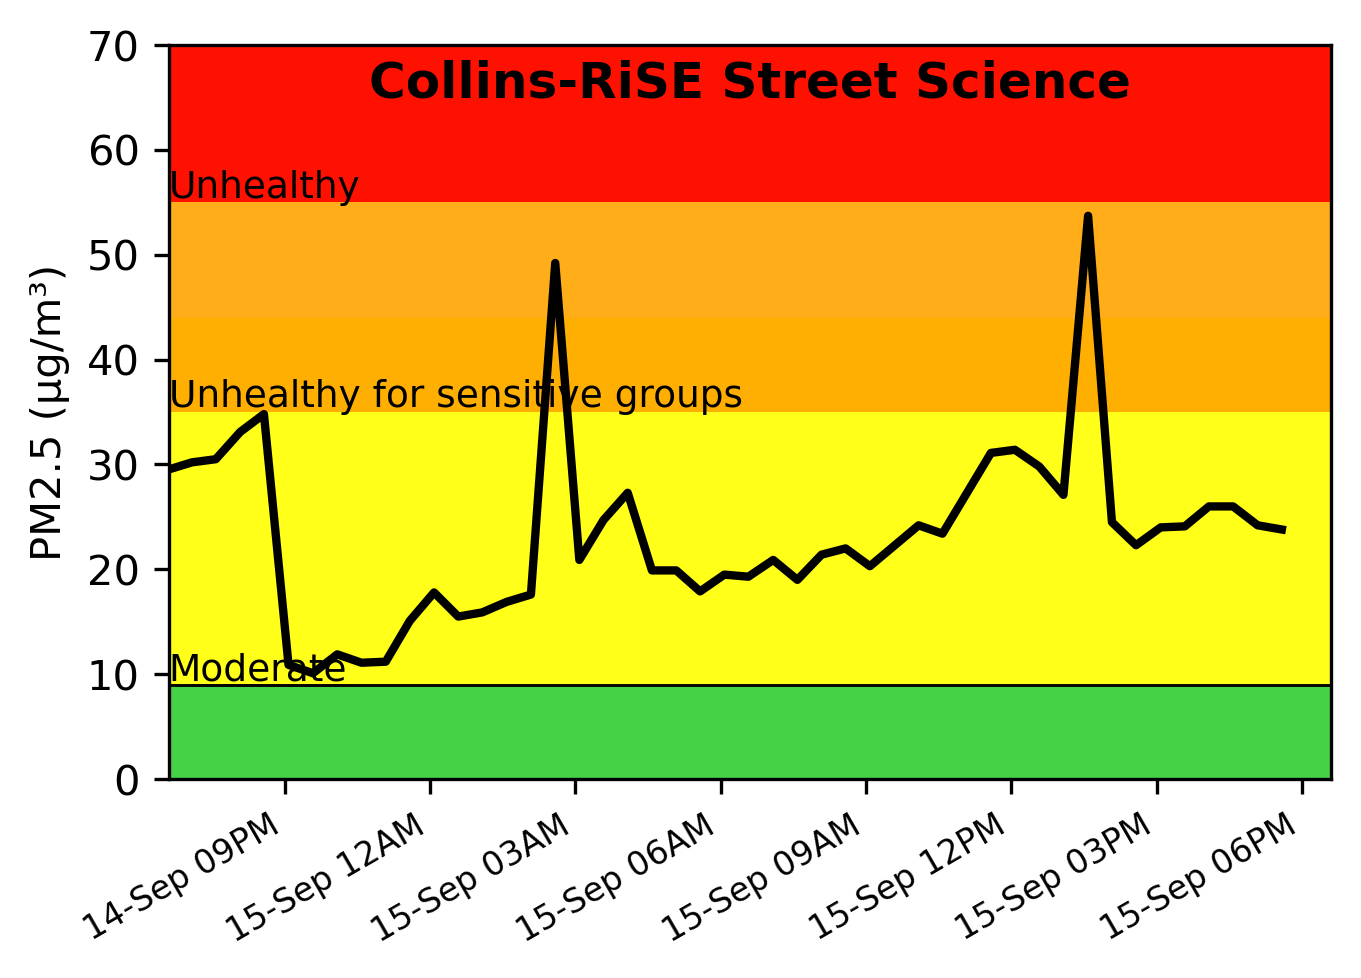 Collins-RiSE Street Science
PM2.5 (µg/m³)
70
60
50
40
30
20
10
0
Unhealthy
Unhealthy for sensitive groups
Moderate
14-Sep 09PM
15-Sep 12AM
15-Sep 03AM
15-Sep 06AM
15-Sep 09AM
15-Sep 12PM
15-Sep 03PM
15-Sep 06PM